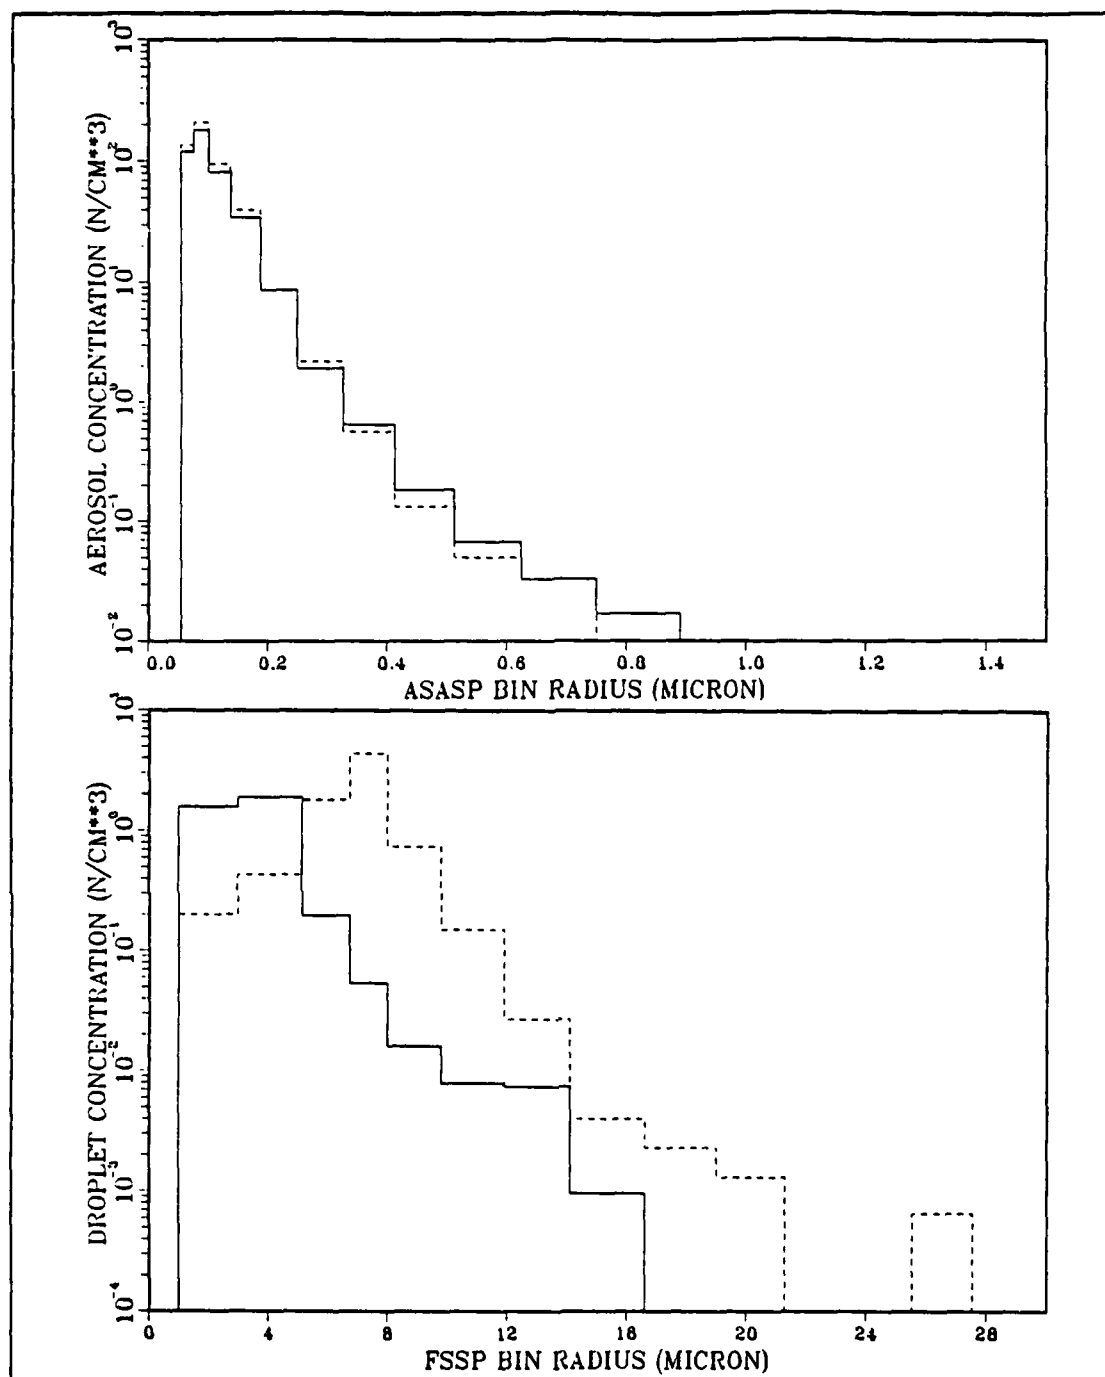 AEROSOL CONCENTRATION (N/CM**3)
10^3
10^2
10^1
10^0
10^-1
10^-2
0.0 0.2 0.4 0.6 0.8 1.0 1.2 1.4
ASASP BIN RADIUS (MICRON)
DROPLET CONCENTRATION (N/CM**3)
10^1
10^0
10^-1
10^-2
10^-3
10^-4
0 4 8 12 16 20 24 28
FSSP BIN RADIUS (MICRON)